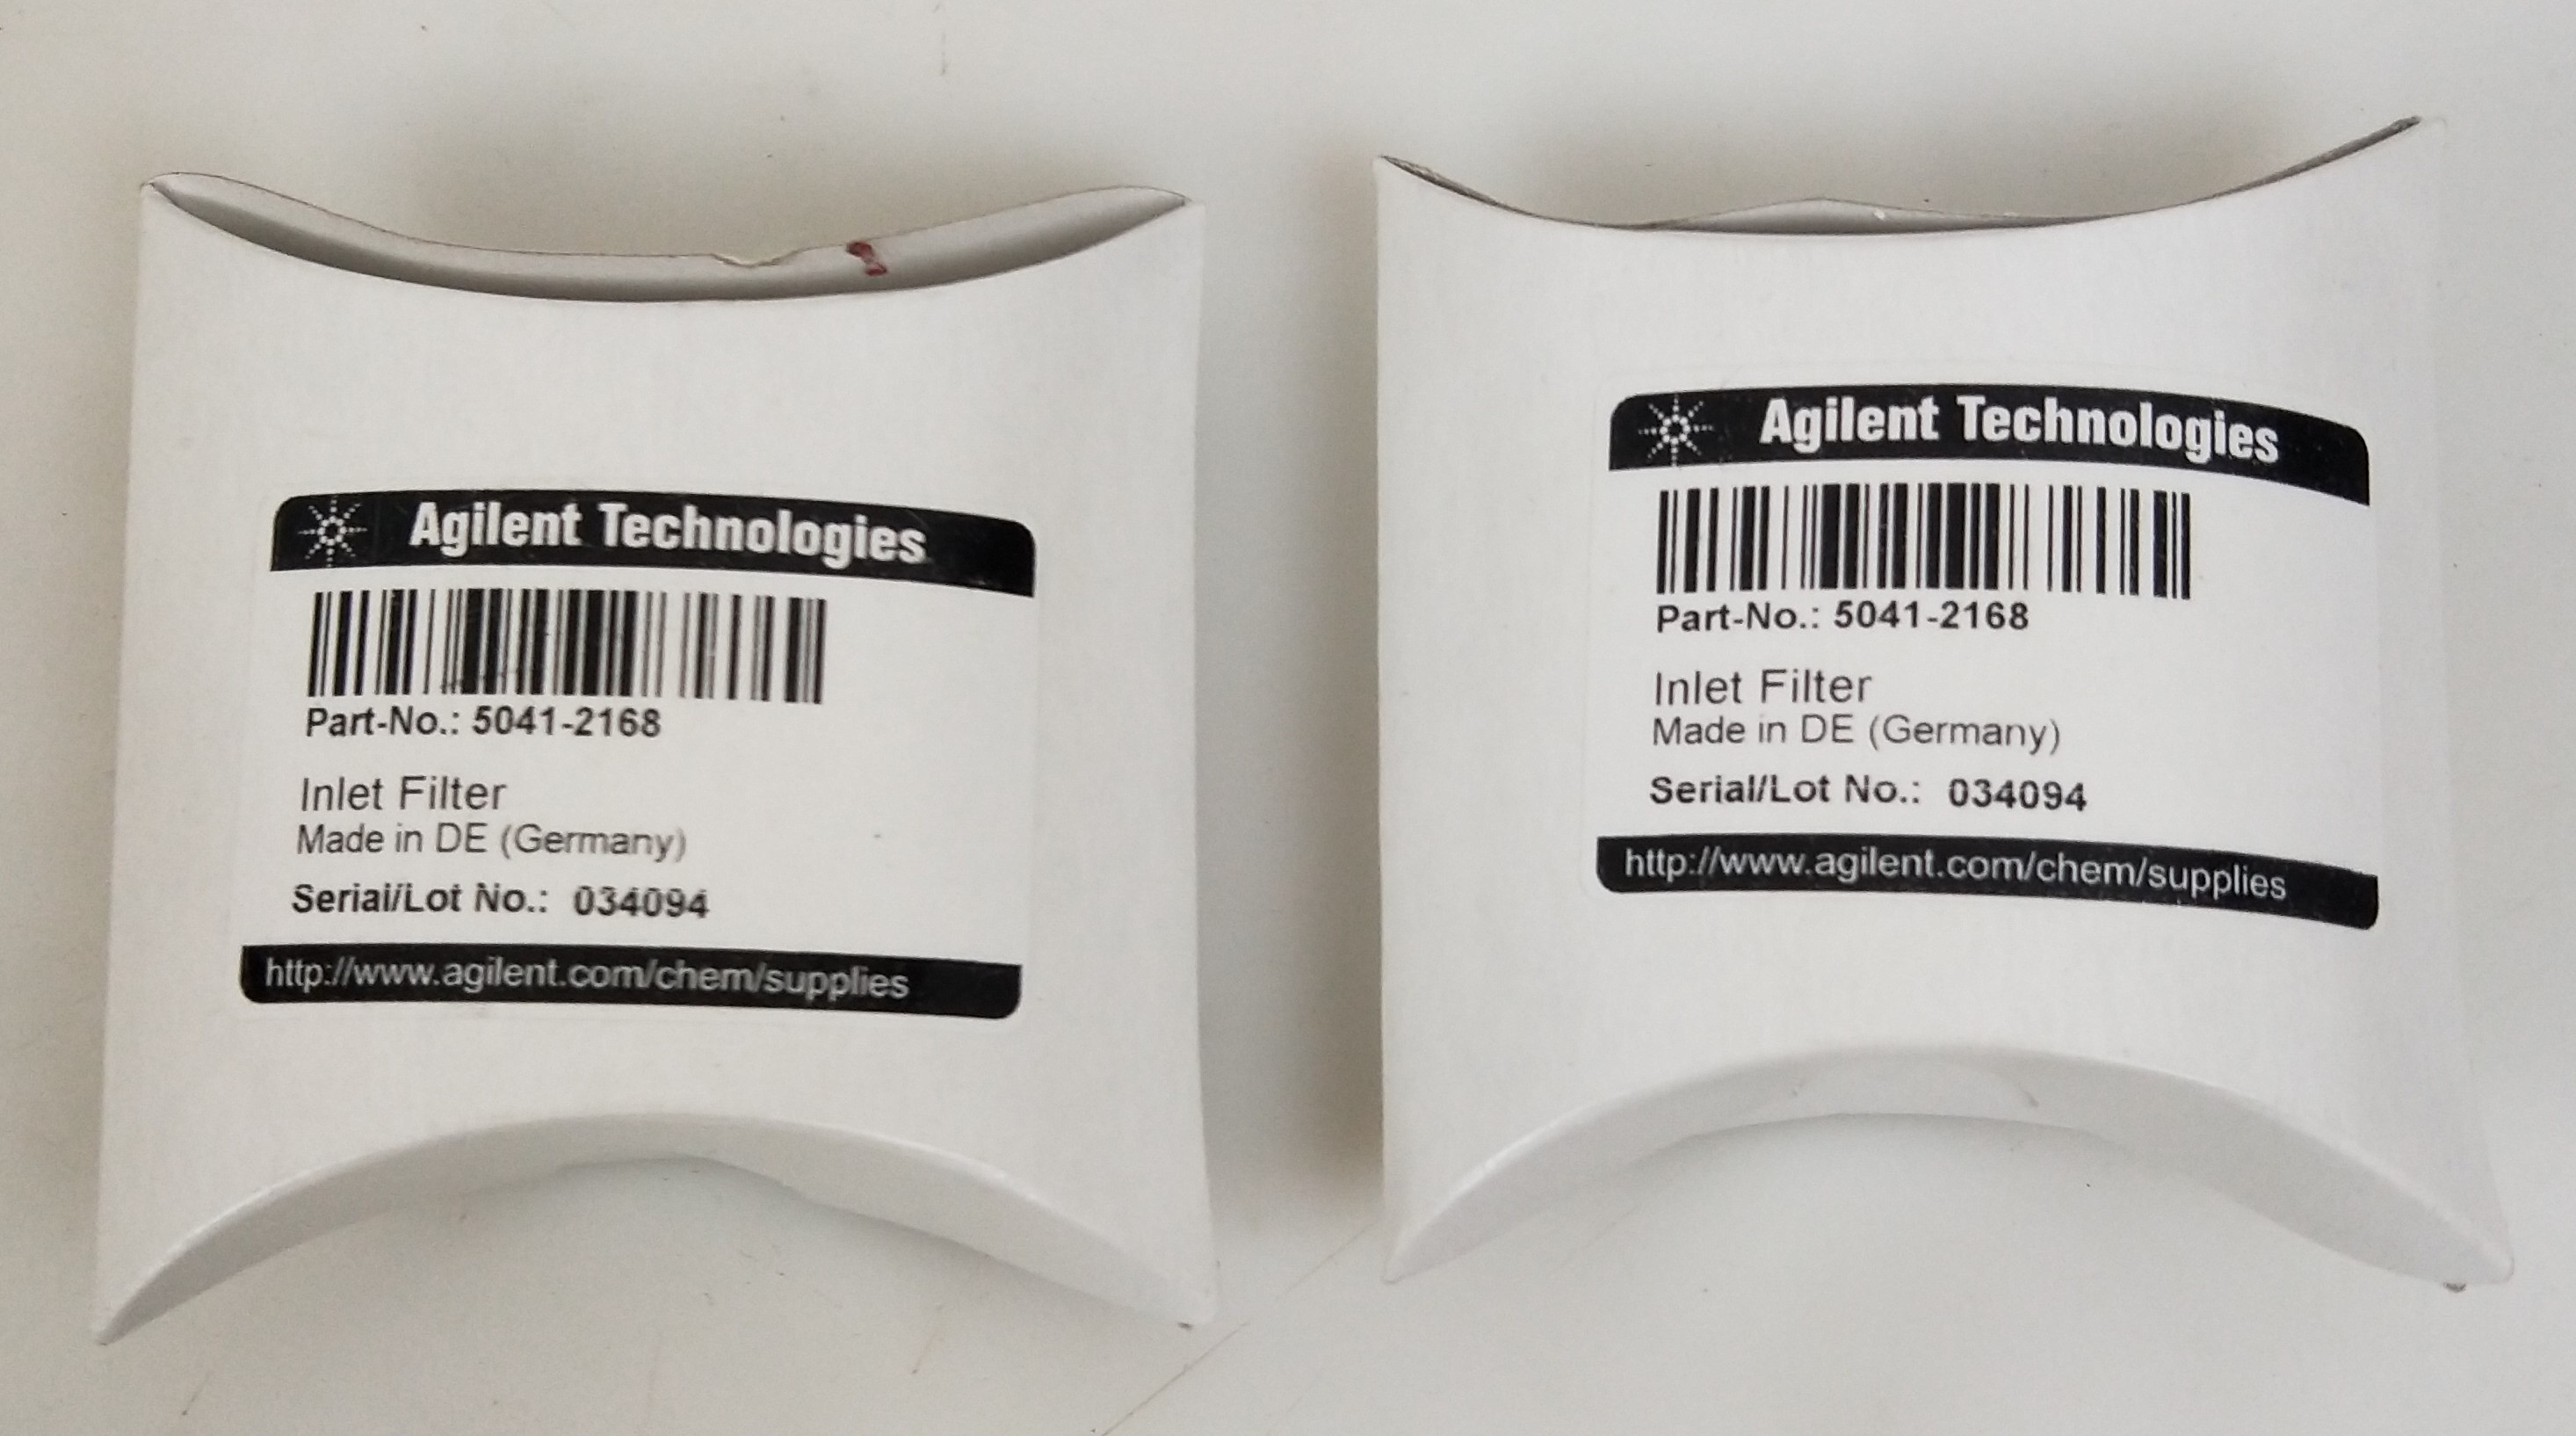 Agilent Technologies
Part-No.: 5041-2168
Inlet Filter
Made in DE (Germany)
Serial/Lot No.: 034094
http://www.agilent.com/chem/supplies
Agilent Technologies
Part-No.: 5041-2168
Inlet Filter
Made in DE (Germany)
Serial/Lot No.: 034094
http://www.agilent.com/chem/supplies